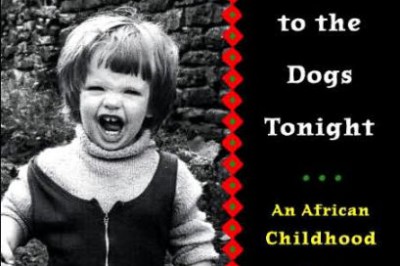 to the
Dogs
Tonight
• • •
An African
Childhood